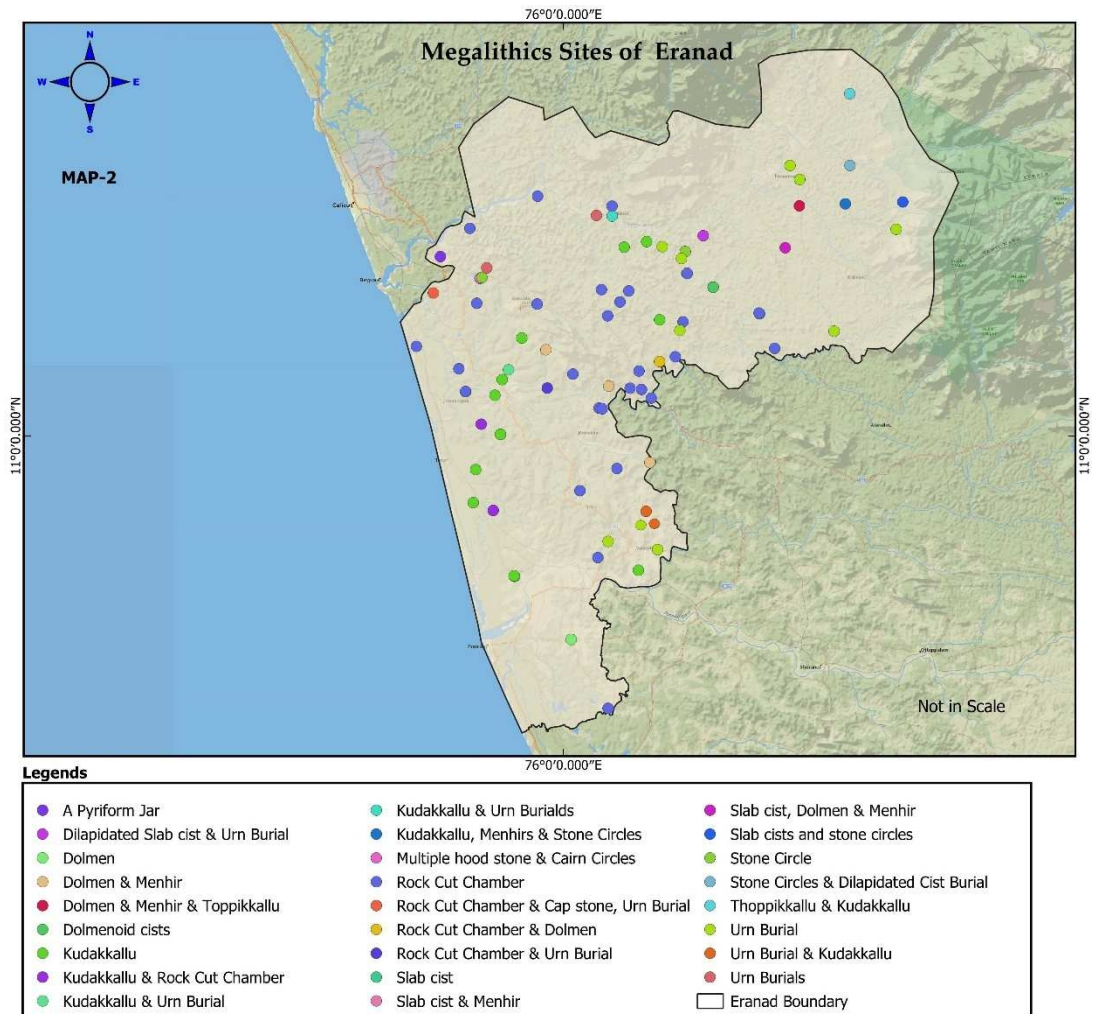 76°0'0.000"E
Megalithics Sites of Eranad
N
W E
S
MAP-2
Calicut
11°0'0.000"N
11°0'0.000"N
Ottappalam
Not in Scale
76°0'0.000"E
Legends
A Pyriform Jar
Dilapidated Slab cist & Urn Burial
Dolmen
Dolmen & Menhir
Dolmen & Menhir & Toppikkallu
Dolmenoid cists
Kudakkallu
Kudakkallu & Rock Cut Chamber
Kudakkallu & Urn Burial
Kudakkallu & Urn Burialds
Kudakkallu, Menhirs & Stone Circles
Multiple hood stone & Cairn Circles
Rock Cut Chamber
Rock Cut Chamber & Cap stone, Urn Burial
Rock Cut Chamber & Dolmen
Rock Cut Chamber & Urn Burial
Slab cist
Slab cist & Menhir
Slab cist, Dolmen & Menhir
Slab cists and stone circles
Stone Circle
Stone Circles & Dilapidated Cist Burial
Thoppikkallu & Kudakkallu
Urn Burial
Urn Burial & Kudakkallu
Urn Burials
Eranad Boundary